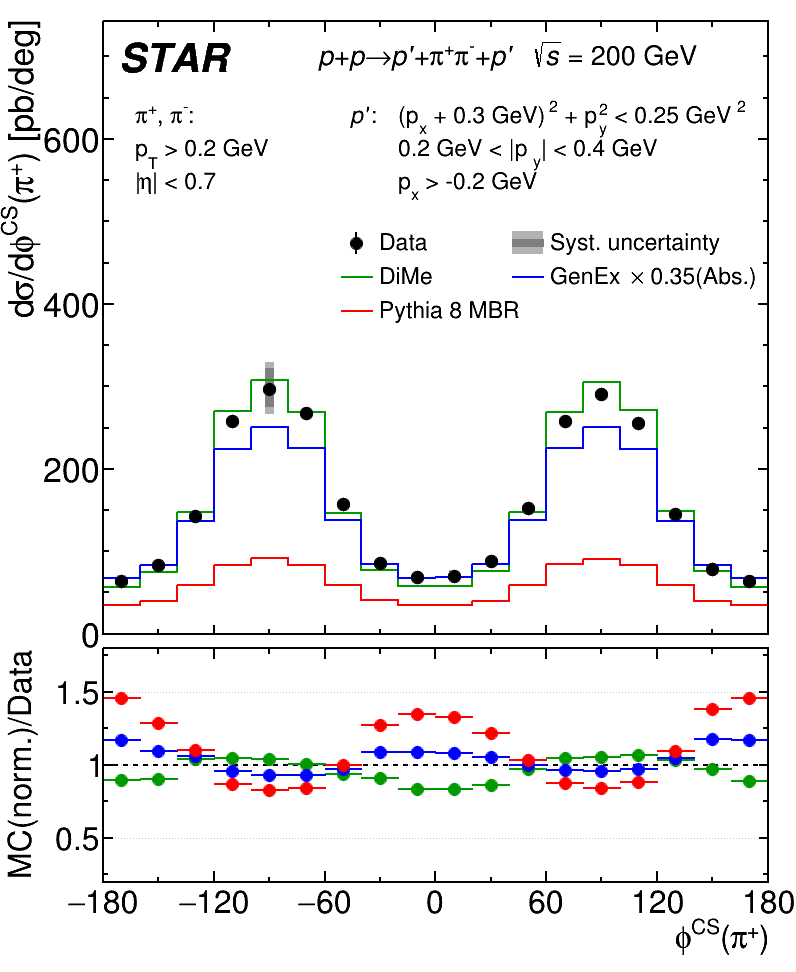 STAR p+p→p′+π⁺π⁻+p′ √s = 200 GeV
π⁺, π⁻: p′: (pₓ + 0.3 GeV)² + p_y² < 0.25 GeV²
p_T > 0.2 GeV 0.2 GeV < |p_y| < 0.4 GeV
|η| < 0.7 pₓ > -0.2 GeV
Data Syst. uncertainty
DiMe GenEx × 0.35(Abs.)
Pythia 8 MBR
dσ/dϕ^CS(π⁺) [pb/deg]
600
400
200
0
MC(norm.)/Data
1.5
1
0.5
−180 −120 −60 0 60 120 180
ϕ^CS(π⁺)